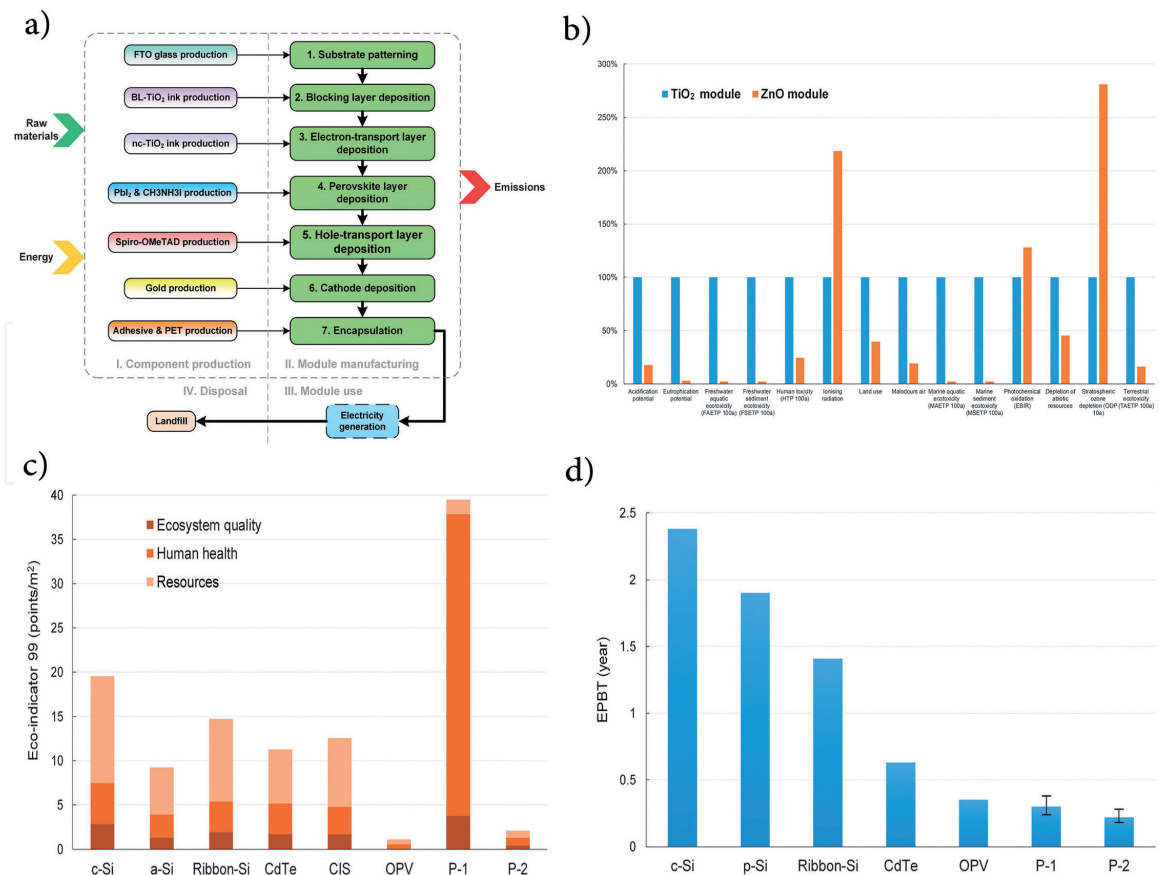 a)
FTO glass production
1. Substrate patterning
BL-TiO₂ ink production
2. Blocking layer deposition
Raw
materials
nc-TiO₂ ink production
3. Electron-transport layer
deposition
PbI₂ & CH3NH3I production
4. Perovskite layer
deposition
Emissions
Spiro-OMeTAD production
5. Hole-transport layer
deposition
Energy
Gold production
6. Cathode deposition
Adhesive & PET production
7. Encapsulation
I. Component production
II. Module manufacturing
IV. Disposal
III. Module use
Landfill
Electricity
generation
b)
300%
250%
200%
150%
100%
50%
0%
TiO₂ module
ZnO module
Acidification
potential
Eutrophication
potential
Freshwater
aquatic
ecotoxicity
(FAETP 100a)
Freshwater
sediment
ecotoxicity
(FSETP 100a)
Human toxicity
(HTP 100a)
Ionising
radiation
Land use
Malodours air
Marine aquatic
ecotoxicity
(MAETP 100a)
Marine
sediment
ecotoxicity
(MSETP 100a)
Photochemical
oxidation (EBIR)
Depletion of
abiotic
resources
Stratospheric
ozone
depletion (ODP
10a)
Terrestrial
ecotoxicity
(TAETP 100a)
c)
Eco-indicator 99 (points/m²)
40
35
30
25
20
15
10
5
0
Ecosystem quality
Human health
Resources
c-Si
a-Si
Ribbon-Si
CdTe
CIS
OPV
P-1
P-2
d)
EPBT (year)
2.5
2
1.5
1
0.5
0
c-Si
p-Si
Ribbon-Si
CdTe
OPV
P-1
P-2